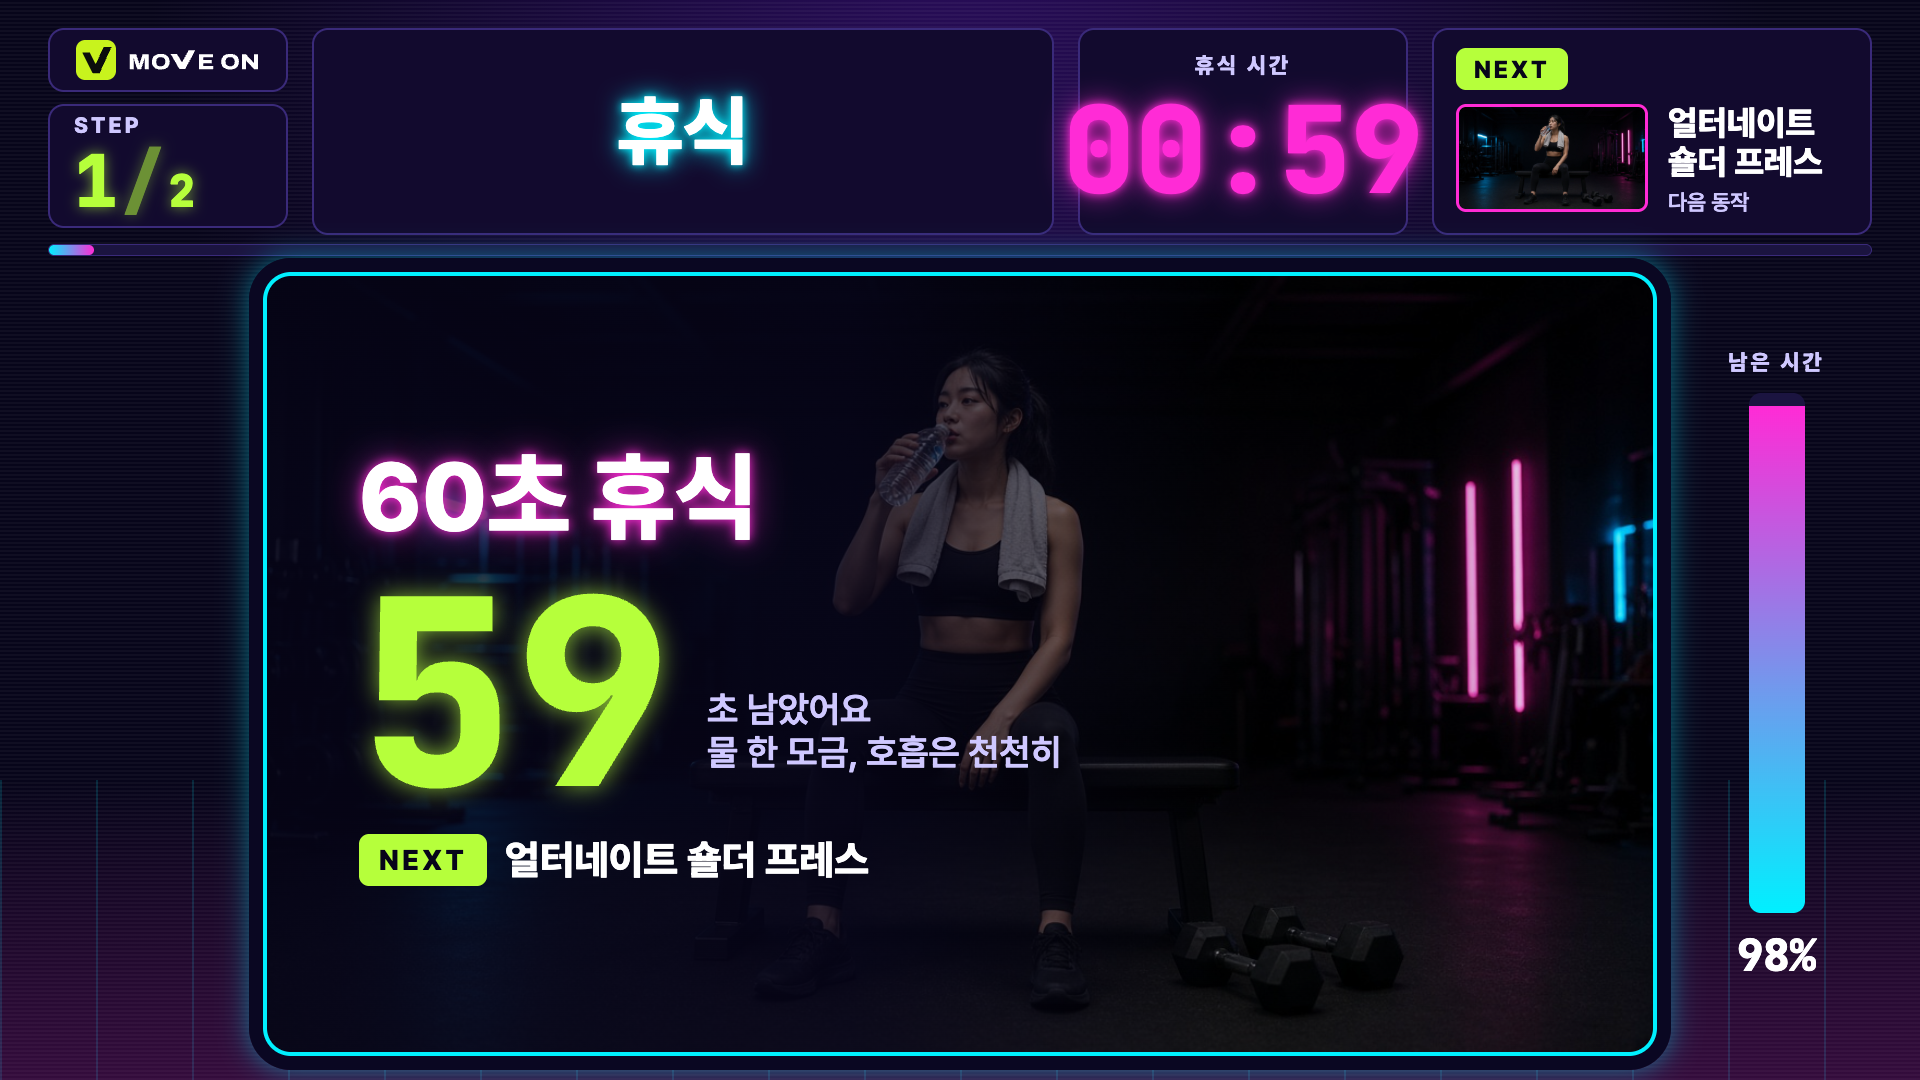 MOVE ON
STEP
1/2
휴식
휴식 시간
00:59
NEXT
얼터네이트
숄더 프레스
다음 동작
60초 휴식
59
초 남았어요
물 한 모금, 호흡은 천천히
NEXT 얼터네이트 숄더 프레스
남은 시간
98%